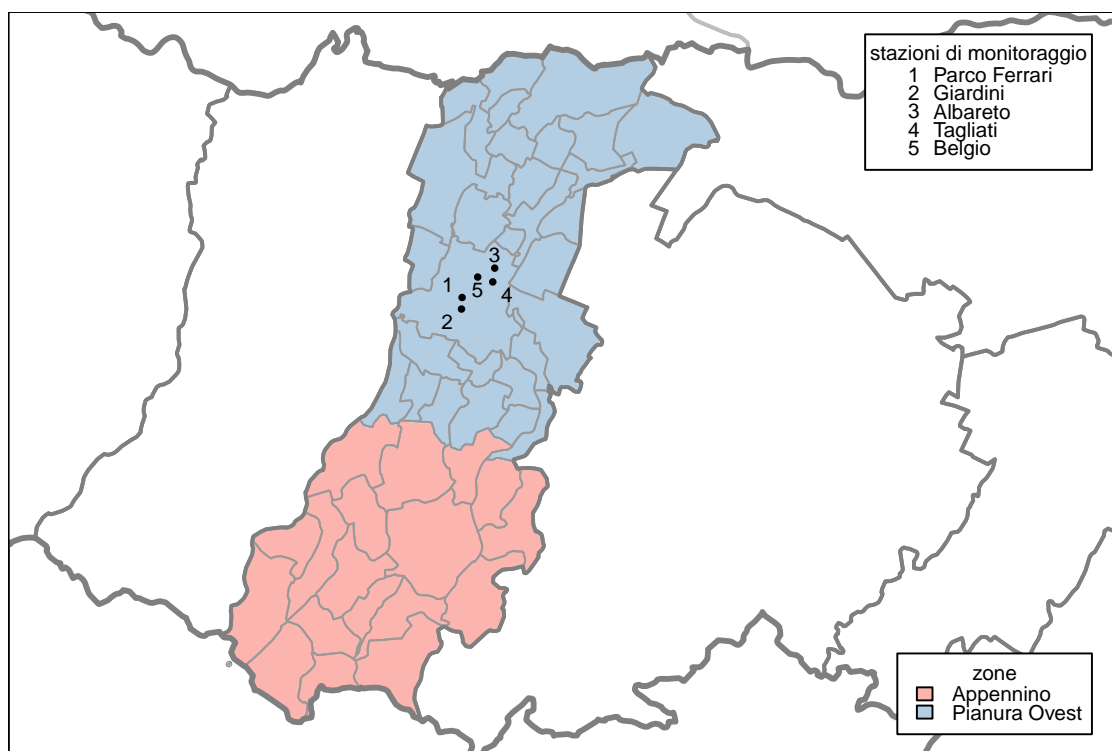 stazioni di monitoraggio
1 Parco Ferrari
2 Giardini
3 Albareto
4 Tagliati
5 Belgio
3
1
5
4
2
zone
Appennino
Pianura Ovest